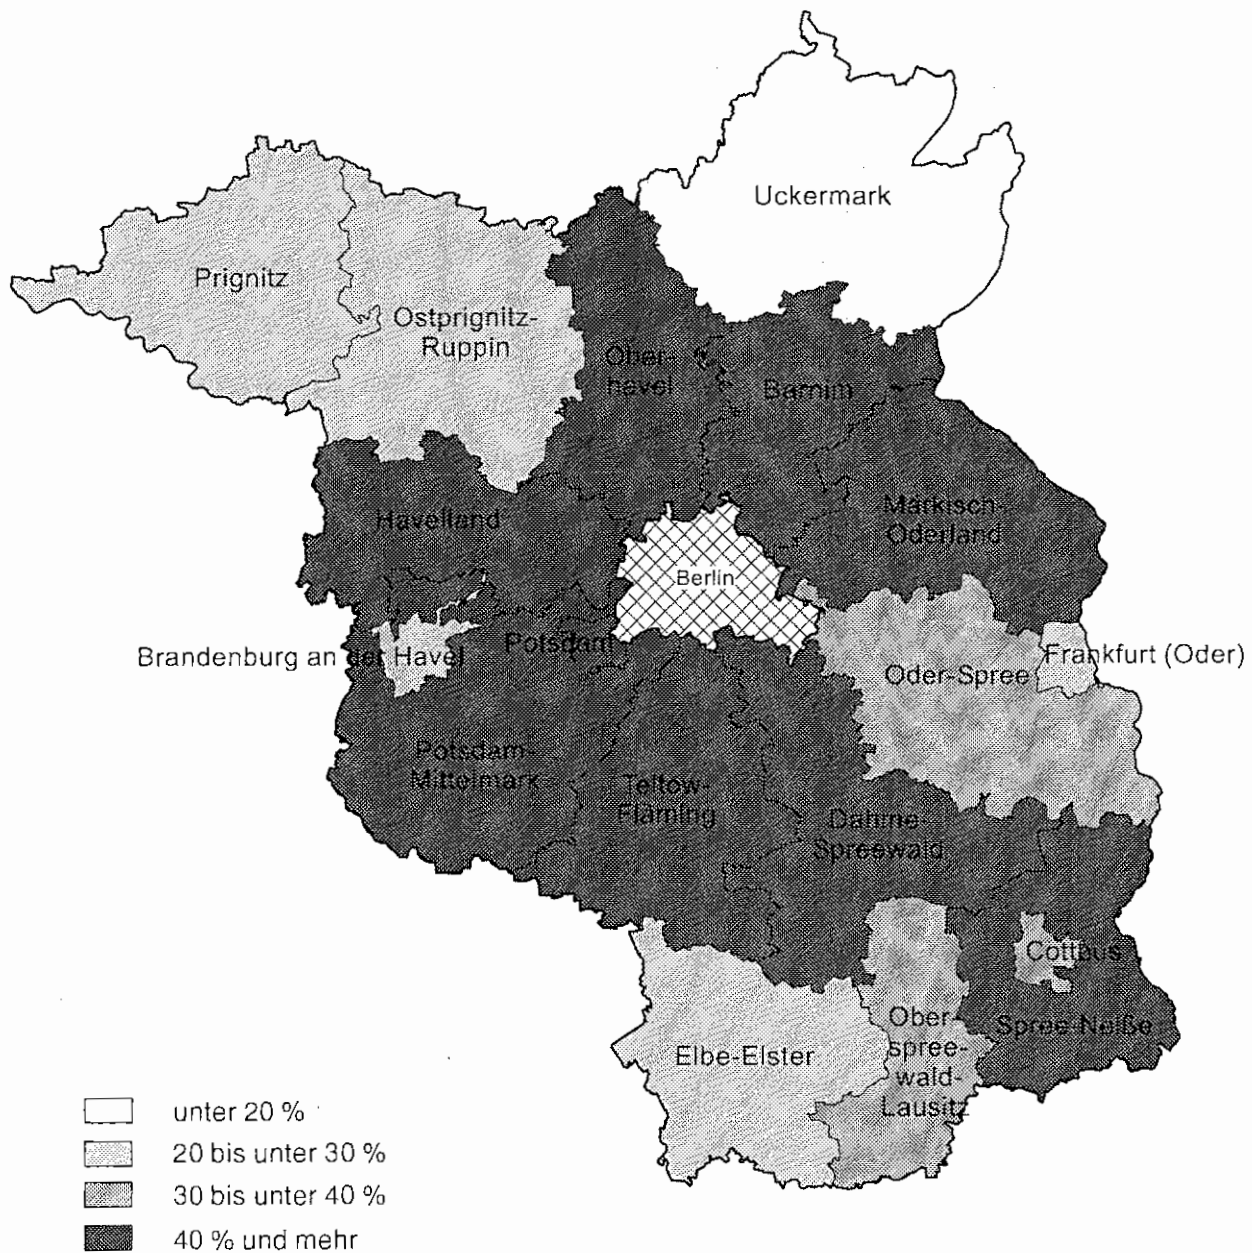 Uckermark
Prignitz
Ostprignitz-
Ruppin
Ober-
havel
Barnim
Havelland
Märkisch-
Oderland
Berlin
Brandenburg an der Havel
Potsdam
Frankfurt (Oder)
Oder-Spree
Potsdam-
Mittelmark
Teltow-
Fläming
Dahme-
Spreewald
Cottbus
Ober-
spree-
wald-
Lausitz
Spree-Neiße
Elbe-Elster
unter 20 %
20 bis unter 30 %
30 bis unter 40 %
40 % und mehr